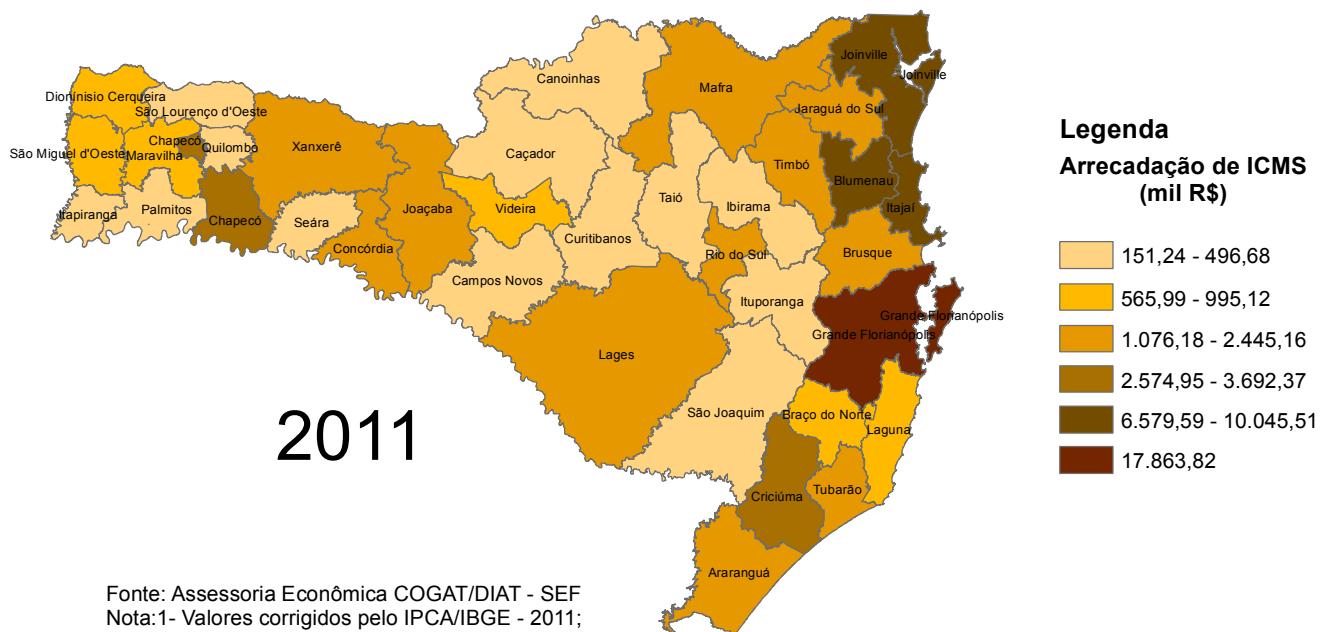 Canoinhas
Mafra
Joinville
Joinville
Dionínisio Cerqueira
São Lourenço d'Oeste
Jaraguá do Sul
Chapecó
Quilombo
Xanxerê
São Miguel d'Oeste
Maravilha
Caçador
Timbó
Blumenau
Itapiranga
Palmitos
Chapecó
Seára
Joaçaba
Videira
Taió
Ibirama
Itajaí
Concórdia
Curitibanos
Rio do Sul
Brusque
Campos Novos
Ituporanga
Grande Florianópolis
Grande Florianópolis
Lages
São Joaquim
Braço do Norte
Laguna
Criciúma
Tubarão
Araranguá
2011
Legenda
Arrecadação de ICMS
(mil R$)
151,24 - 496,68
565,99 - 995,12
1.076,18 - 2.445,16
2.574,95 - 3.692,37
6.579,59 - 10.045,51
17.863,82
Fonte: Assessoria Econômica COGAT/DIAT - SEF
Nota:1- Valores corrigidos pelo IPCA/IBGE - 2011;